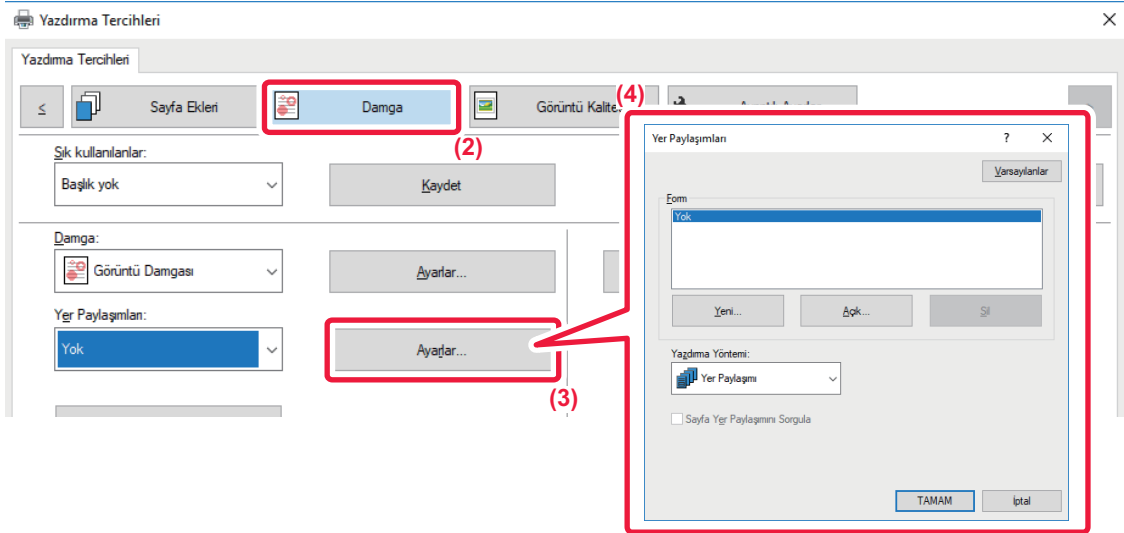 Yazdırma Tercihleri
Yazdırma Tercihleri
≤
Sayfa Ekleri
Damga
Görüntü
(2)
Sık kullanılanlar:
Başlık yok
Kaydet
Damga:
Görüntü Damgası
Ayarlar...
Yer Paylaşımları:
Yok
Ayarlar...
(3)
(4)
Yer Paylaşımları
?
Varsayılanlar
Form
Yok
Yeni...
Açık...
Sil
Yazdırma Yöntemi:
Yer Paylaşımı
Sayfa Yer Paylaşımını Sorgula
TAMAM
İptal